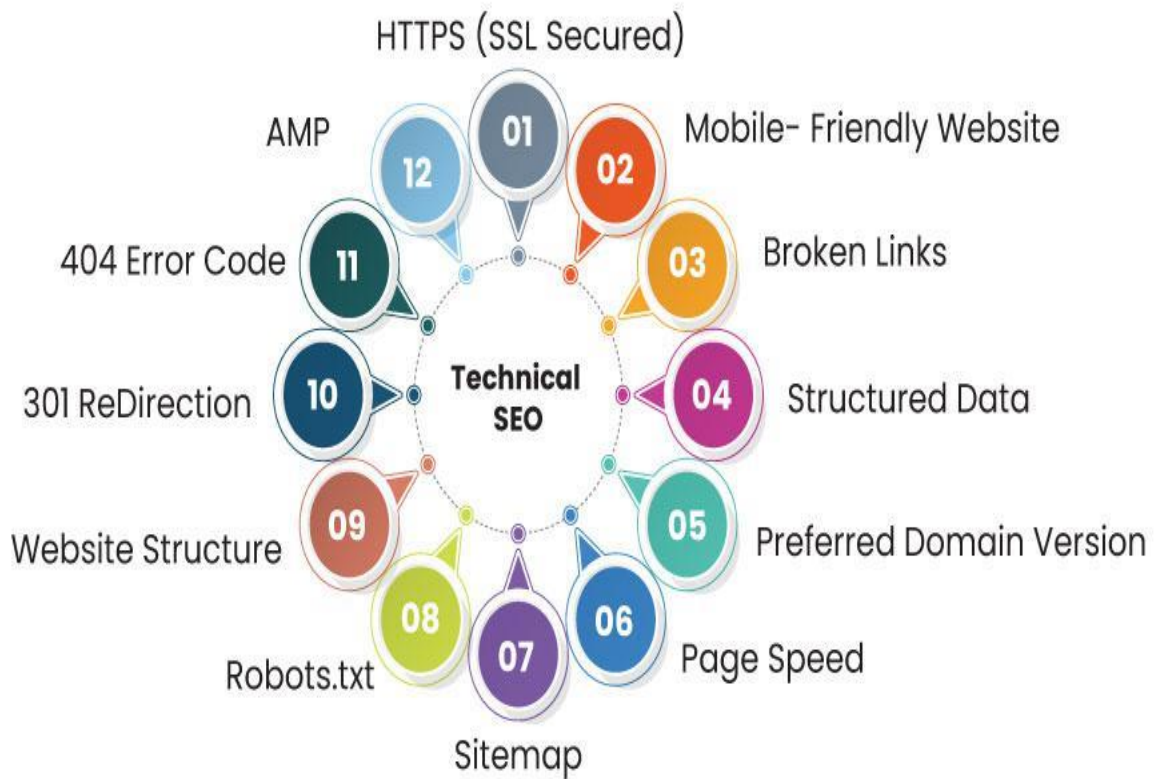 HTTPS (SSL Secured)
01
Mobile- Friendly Website
02
Broken Links
03
Structured Data
04
Preferred Domain Version
05
Page Speed
06
Sitemap
07
Robots.txt
08
Website Structure
09
301 ReDirection
10
404 Error Code
11
AMP
12
Technical
SEO